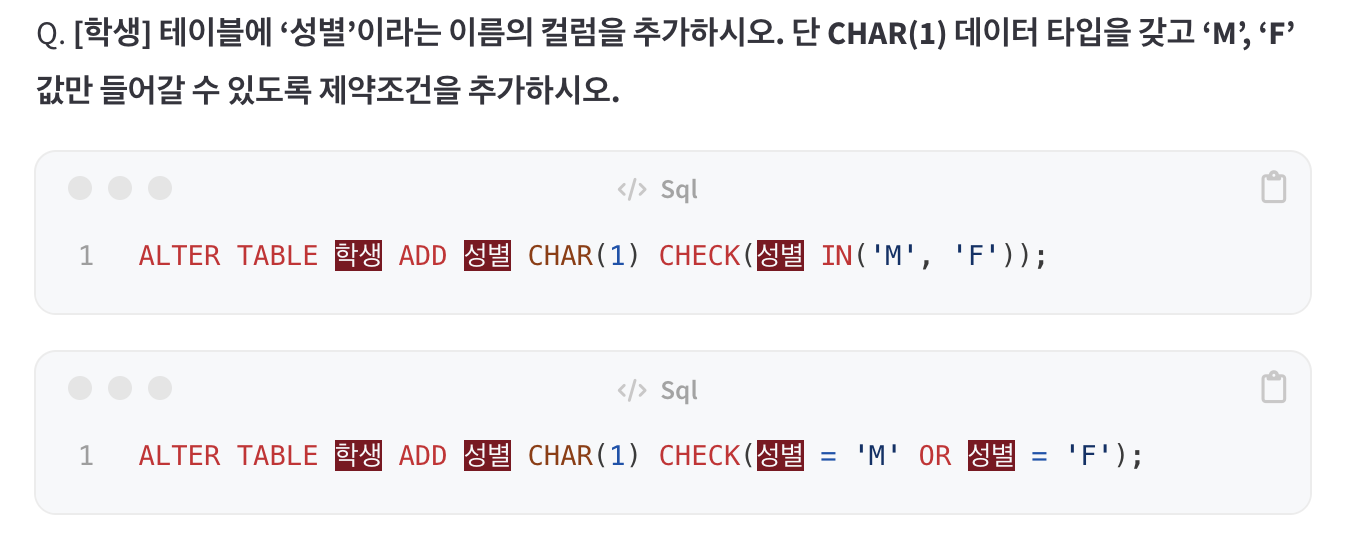 Q. [학생] 테이블에 ‘성별’이라는 이름의 컬럼을 추가하시오. 단 CHAR(1) 데이터 타입을 갖고 ‘M’, ‘F’
값만 들어갈 수 있도록 제약조건을 추가하시오.
</> Sql
1 ALTER TABLE 학생 ADD 성별 CHAR(1) CHECK(성별 IN('M', 'F'));
</> Sql
1 ALTER TABLE 학생 ADD 성별 CHAR(1) CHECK(성별 = 'M' OR 성별 = 'F');